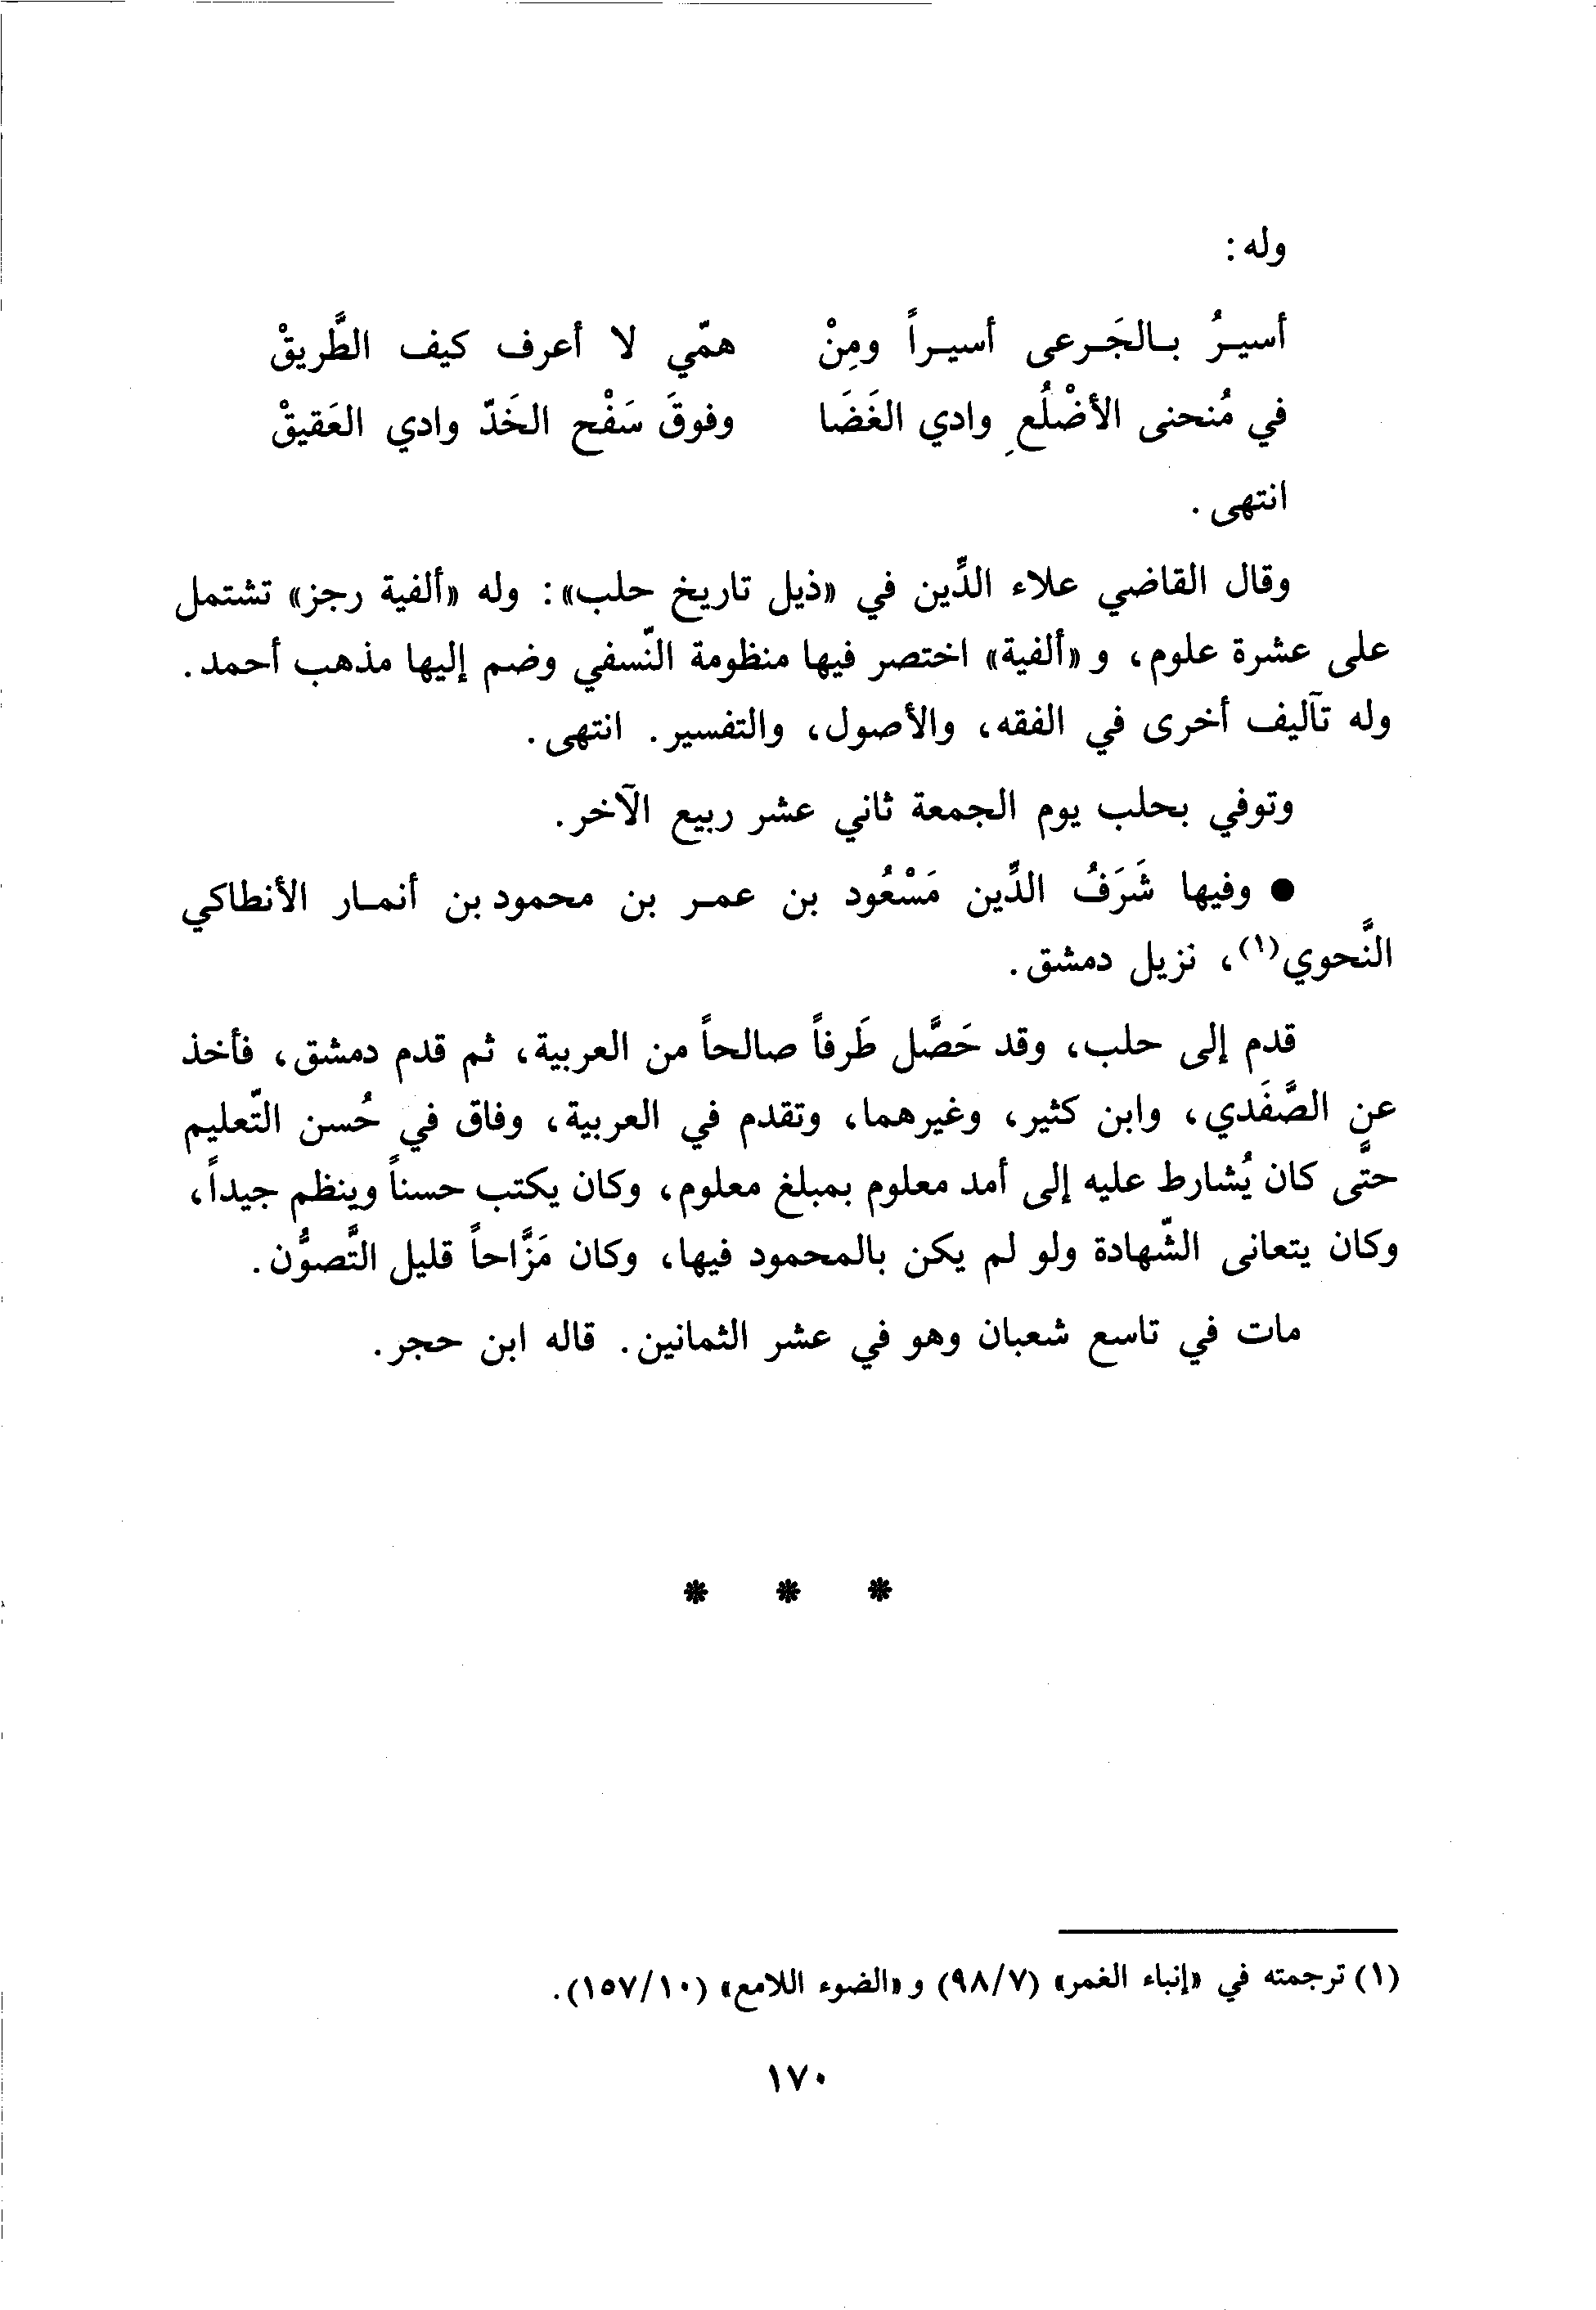 وله :
أسيـرُ بـالجَـرعى أسيـراً ومِنْ همّي لا أعرف كيف الطَّريقْ
في مُنحنى الأضْلُعِ وادي الغَضَا وفوقَ سَفْح الخَدّ وادي العَقيقْ
انتهى .
وقال القاضي علاء الدِّين في «ذيل تاريخ حلب»: وله «ألفية رجز» تشتمل
على عشرة علوم، و «ألفية» اختصر فيها منظومة النّسفي وضم إليها مذهب أحمد.
وله تآليف أخرى في الفقه، والأصول، والتفسير. انتهى.
وتوفي بحلب يوم الجمعة ثاني عشر ربيع الآخر.
● وفيها شَرَفُ الدِّين مَسْعُود بن عمـر بن محمود بن أنمـار الأنطاكي
النَّحوي(١)، نزيل دمشق.
قدم إلى حلب، وقد حَصَّل طَرفاً صالحاً من العربية، ثم قدم دمشق، فأخذ
عن الصَّفَدي، وابن كثير، وغيرهما، وتقدم في العربية، وفاق في حُسن التّعليم
حتَّى كان يُشارط عليه إلى أمد معلوم بمبلغ معلوم، وكان يكتب حسناً وينظم جيداً،
وكان يتعانى الشّهادة ولو لم يكن بالمحمود فيها، وكان مَزَّاحاً قليل التَّصوُّن.
مات في تاسع شعبان وهو في عشر الثمانين. قاله ابن حجر.
* * *
(١) ترجمته في «إنباء الغمر» (٩٨/٧) و«الضوء اللامع» (١٥٧/١٠).
١٧٠